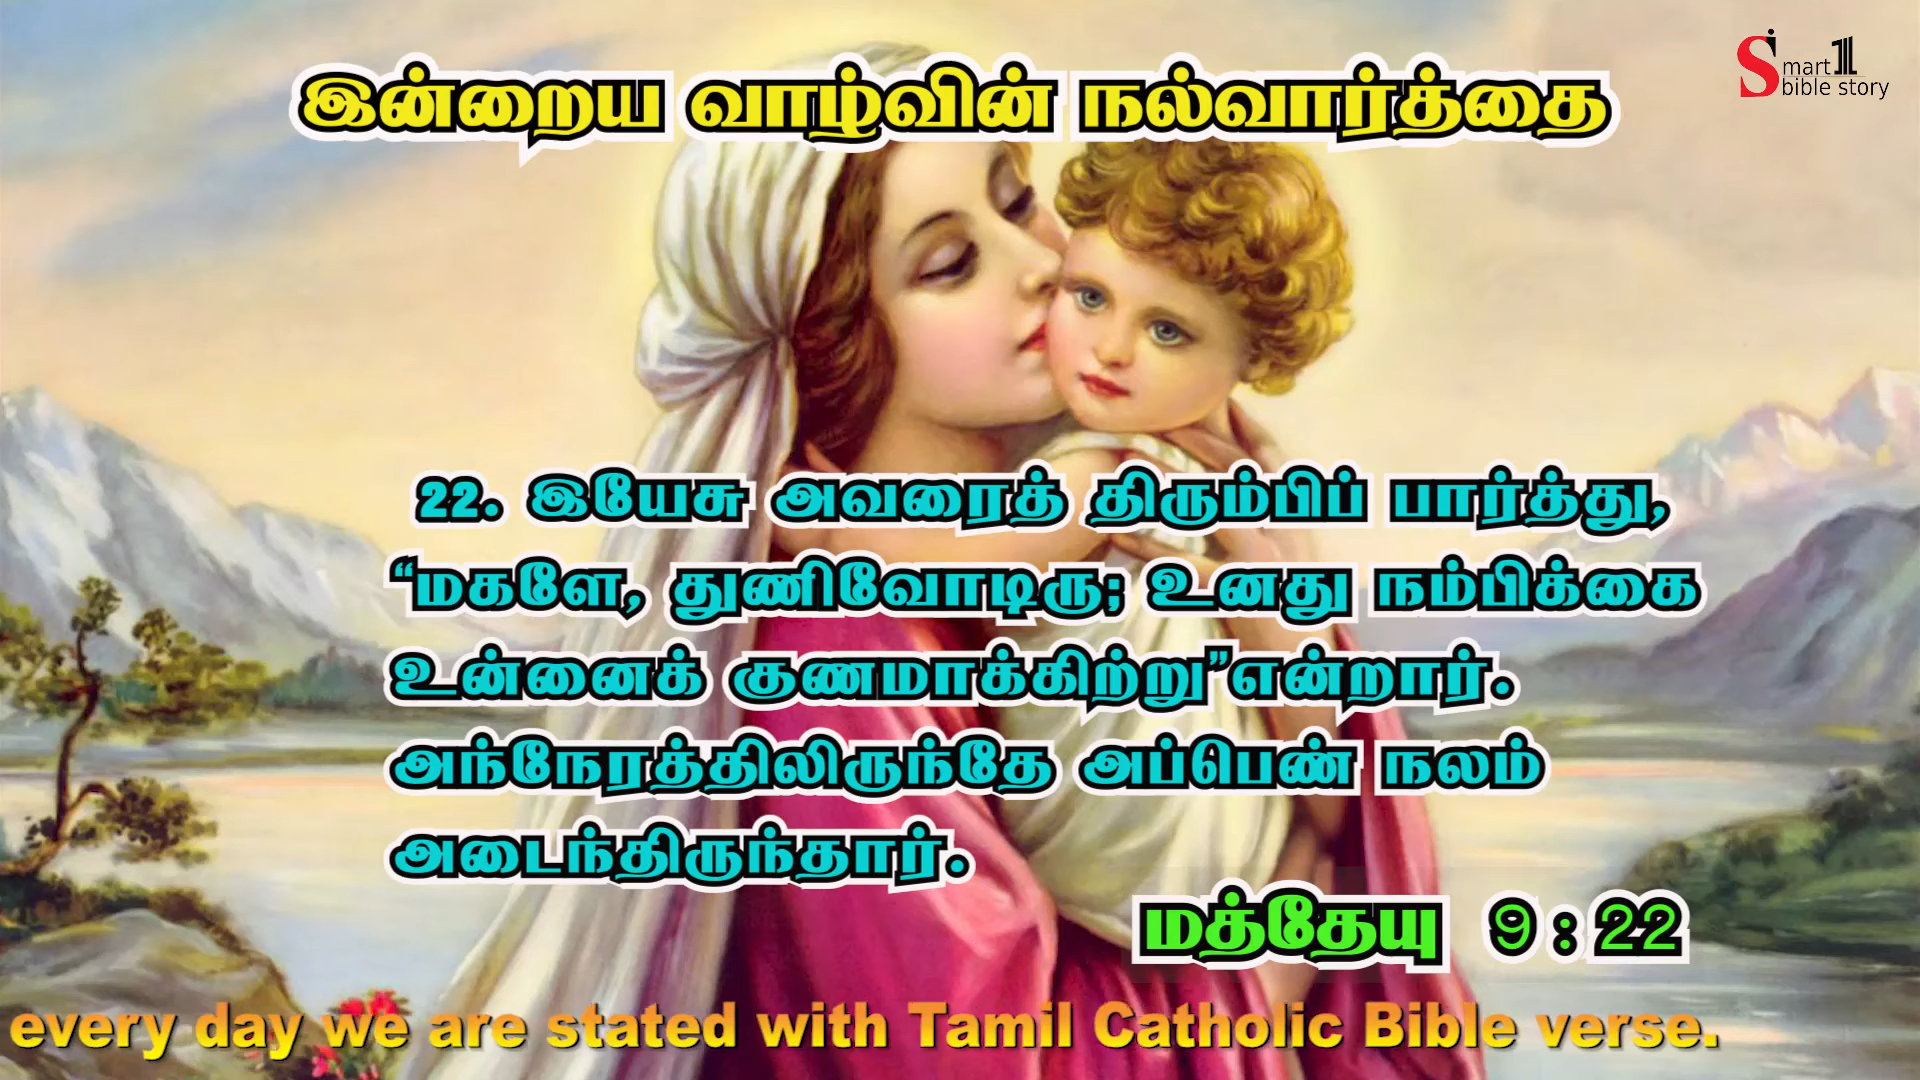 இன்றைய வாழ்வின் நல்வார்த்தை
Smart 1
bible story
22. இயேசு அவரைத் திரும்பிப் பார்த்து,
“மகளே, துணிவோடிரு; உனது நம்பிக்கை
உன்னைக் குணமாக்கிற்று”என்றார்.
அந்நேரத்திலிருந்தே அப்பெண் நலம்
அடைந்திருந்தார்.
மத்தேயு 9:22
every day we are stated with Tamil Catholic Bible verse.